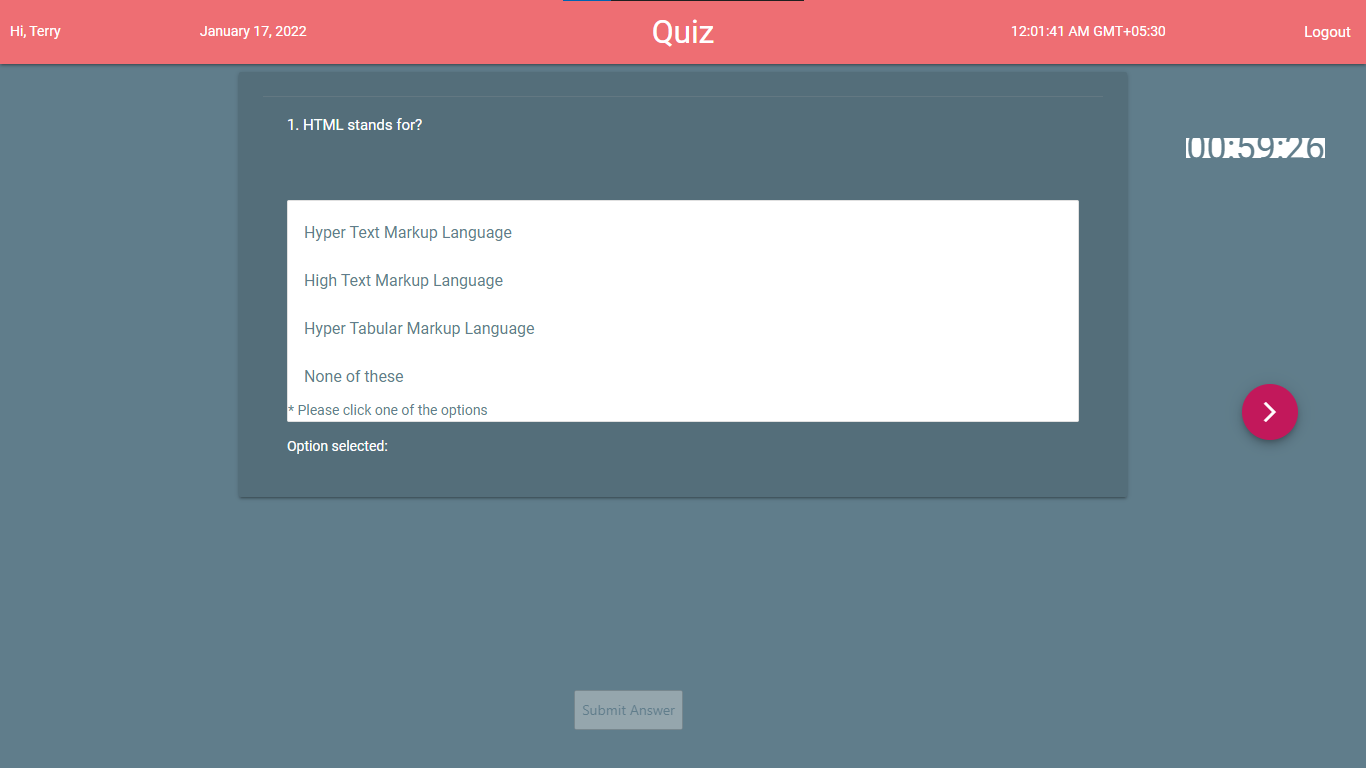 Hi, Terry
January 17, 2022
Quiz
12:01:41 AM GMT+05:30
Logout
1. HTML stands for?
00:59:26
Hyper Text Markup Language
High Text Markup Language
Hyper Tabular Markup Language
None of these
* Please click one of the options
Option selected:
Submit Answer